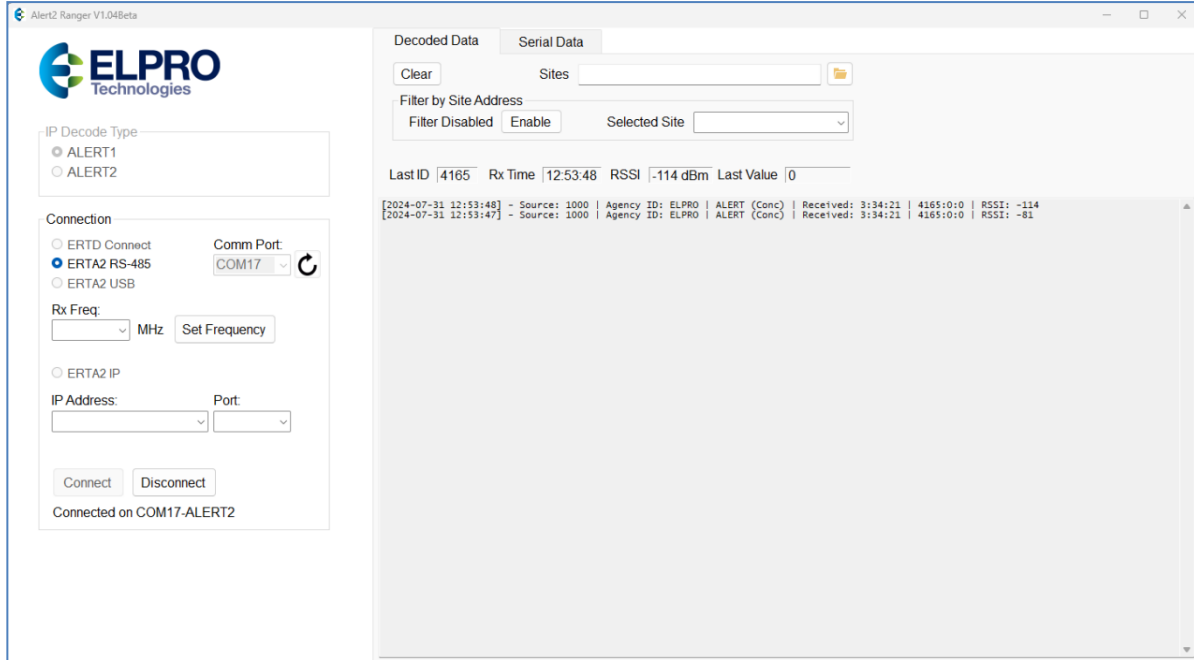 Alert2 Ranger V1.04Beta
ELPRO
Technologies
IP Decode Type
ALERT1
ALERT2
Connection
ERTD Connect
Comm Port:
ERTA2 RS-485
COM17
ERTA2 USB
Rx Freq:
MHz
Set Frequency
ERTA2 IP
IP Address:
Port:
Connect
Disconnect
Connected on COM17-ALERT2
Decoded Data
Serial Data
Clear
Sites
Filter by Site Address
Filter Disabled
Enable
Selected Site
Last ID 4165 Rx Time 12:53:48 RSSI -114 dBm Last Value 0
[2024-07-31 12:53:48] - Source: 1000 | Agency ID: ELPRO | ALERT (Conc) | Received: 3:34:21 | 4165:0:0 | RSSI: -114
[2024-07-31 12:53:47] - Source: 1000 | Agency ID: ELPRO | ALERT (Conc) | Received: 3:34:21 | 4165:0:0 | RSSI: -81